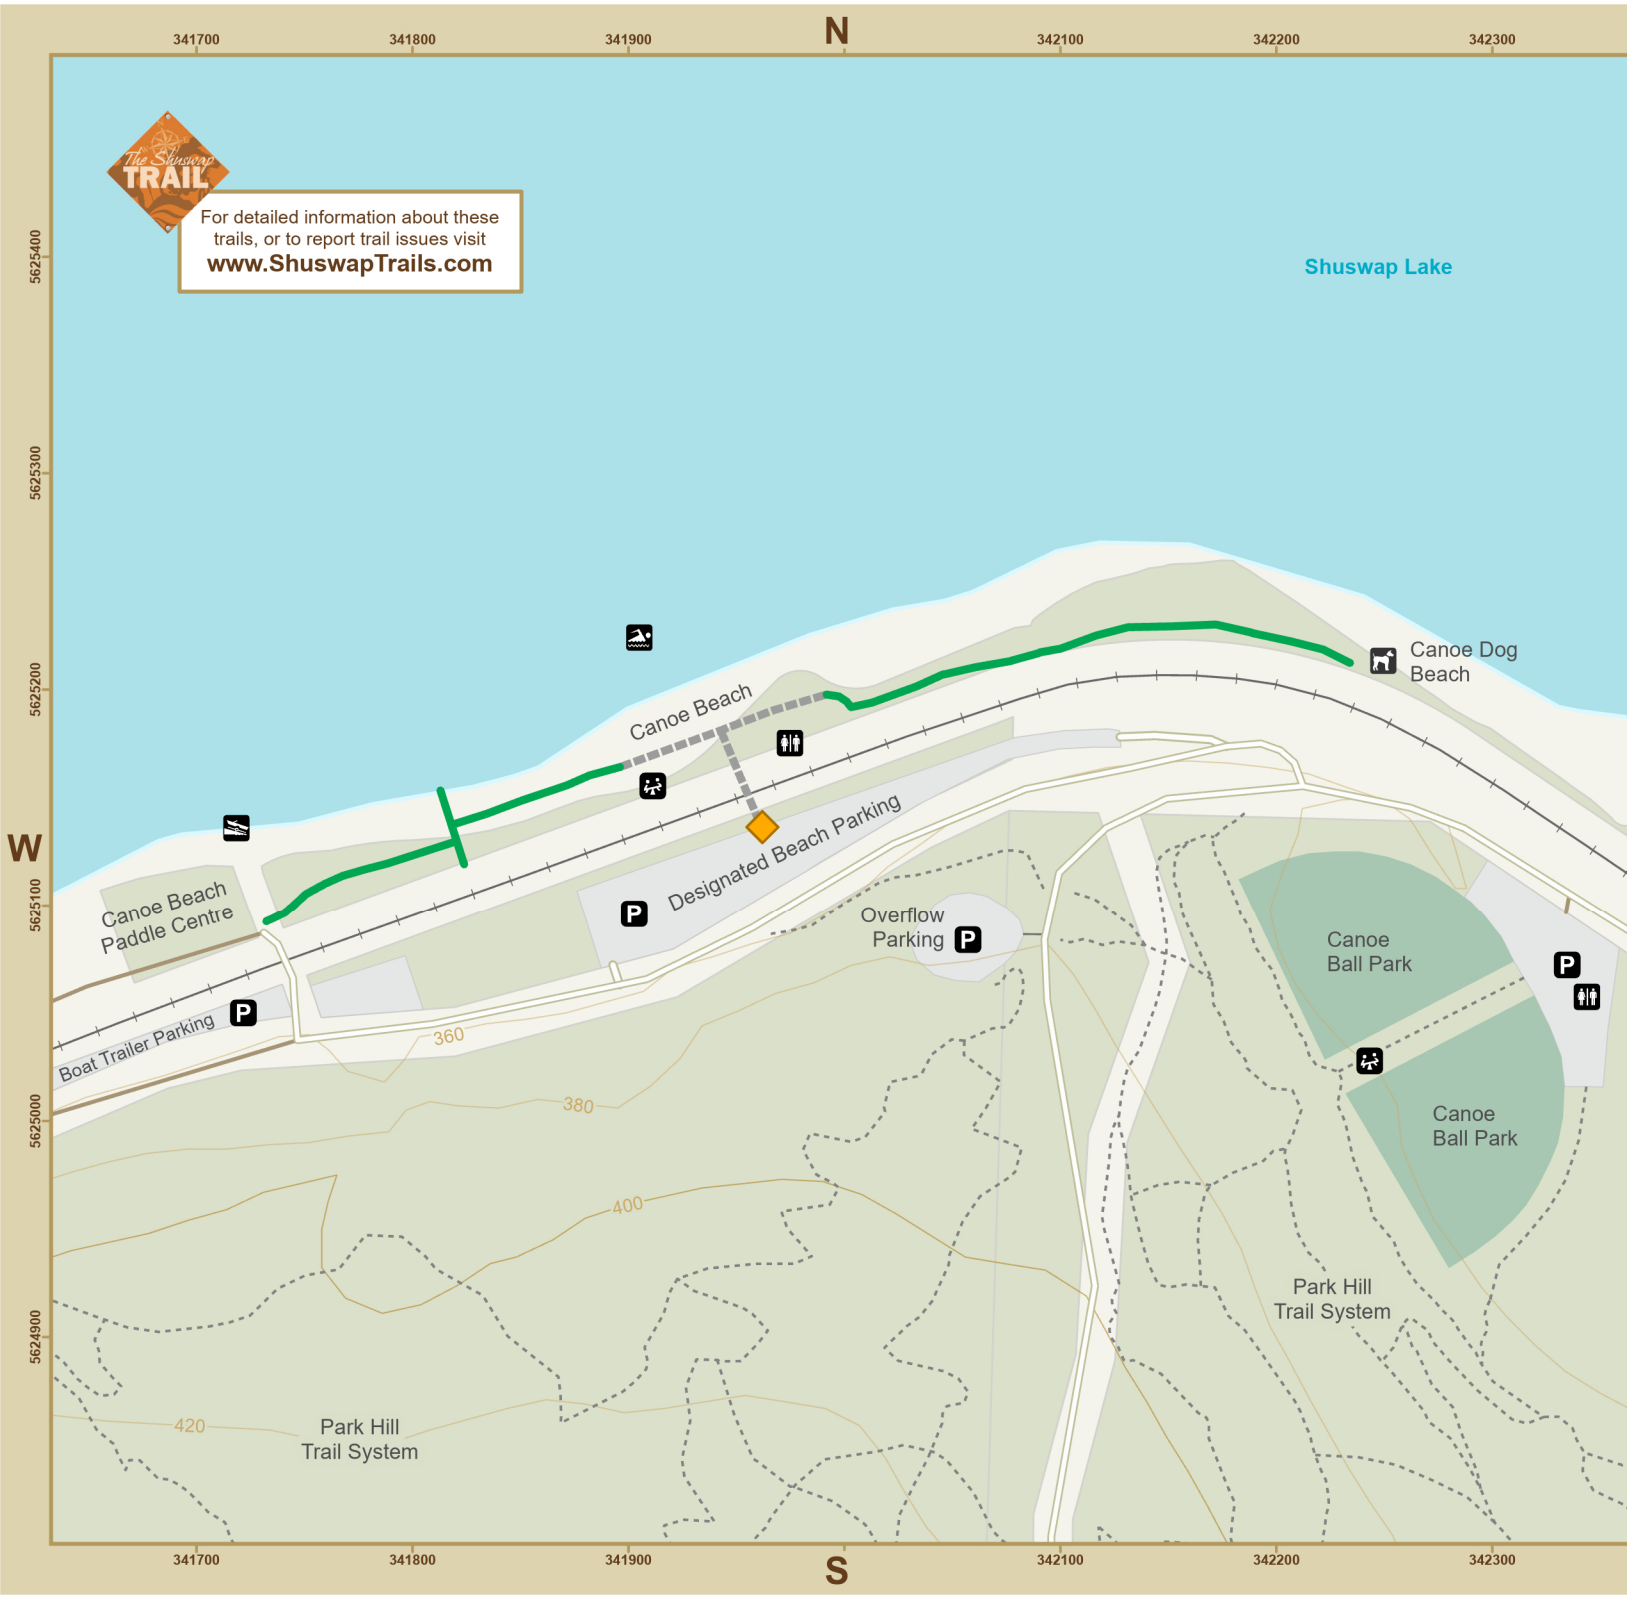 N
341700
341800
341900
342100
342200
342300
The Shuswap
TRAIL
For detailed information about these
trails, or to report trail issues visit
www.ShuswapTrails.com
5625400
Shuswap Lake
5625300
5625200
Canoe Dog
Beach
Canoe Beach
W
Designated Beach Parking
5625100
Canoe Beach
Paddle Centre
P
Overflow
Parking
P
Canoe
Ball Park
P
P
Boat Trailer Parking
360
380
5625000
Canoe
Ball Park
400
Park Hill
Trail System
5624900
420
Park Hill
Trail System
341700
341800
341900
S
342100
342200
342300